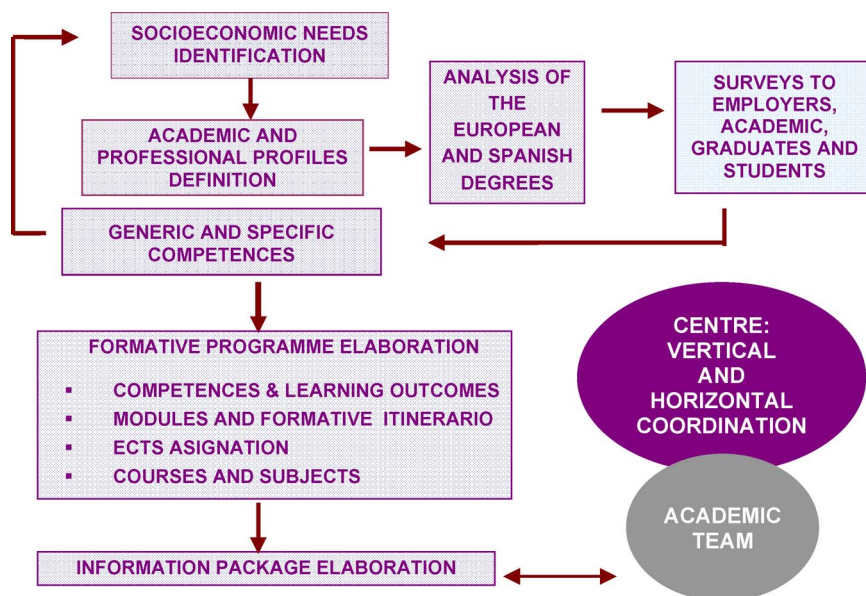 SOCIOECONOMIC NEEDS
IDENTIFICATION
ACADEMIC AND
PROFESSIONAL PROFILES
DEFINITION
ANALYSIS OF
THE
EUROPEAN
AND SPANISH
DEGREES
SURVEYS TO
EMPLOYERS,
ACADEMIC,
GRADUATES AND
STUDENTS
GENERIC AND SPECIFIC
COMPETENCES
FORMATIVE PROGRAMME ELABORATION
▪ COMPETENCES & LEARNING OUTCOMES
▪ MODULES AND FORMATIVE ITINERARIO
▪ ECTS ASIGNATION
▪ COURSES AND SUBJECTS
INFORMATION PACKAGE ELABORATION
CENTRE:
VERTICAL
AND
HORIZONTAL
COORDINATION
ACADEMIC
TEAM